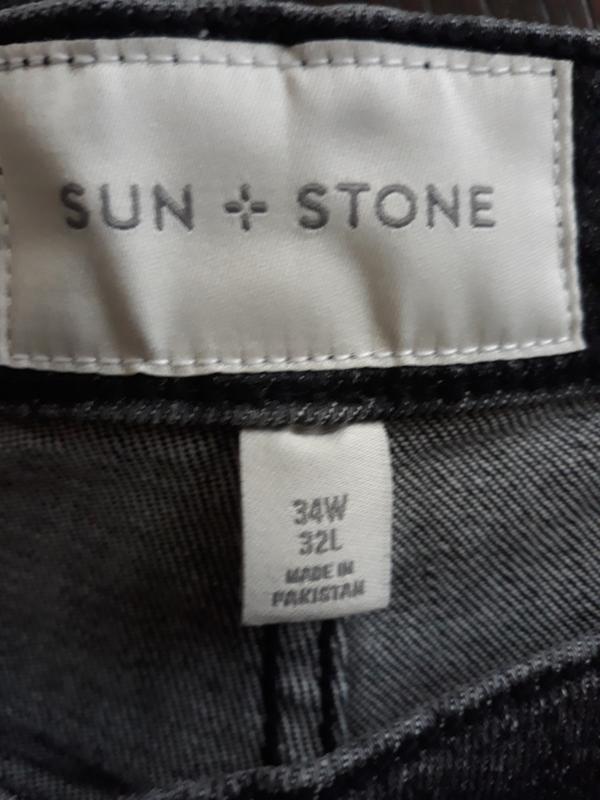 SUN + STONE
34W
32L
MADE IN
PAKISTAN